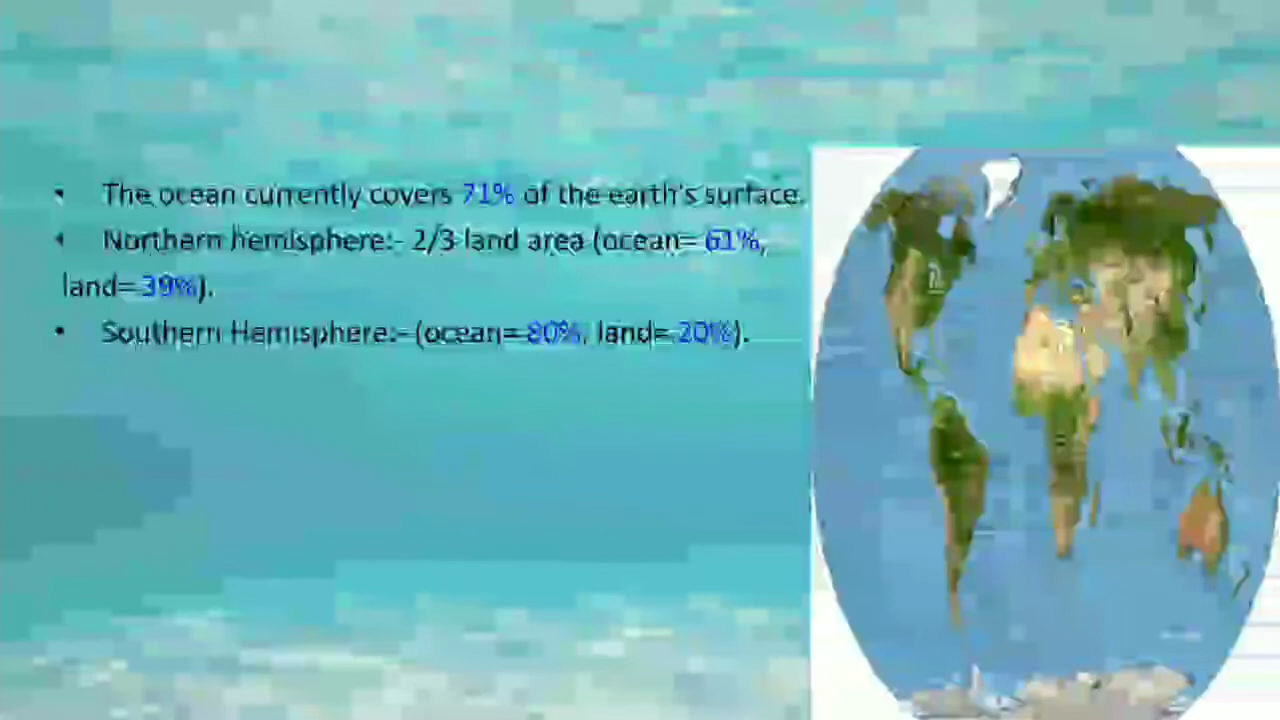 • The ocean currently covers 71% of the earth's surface.
• Northern hemisphere:- 2/3 land area (ocean= 61%,
land= 39%).
• Southern Hemisphere:- (ocean= 80%, land= 20%).